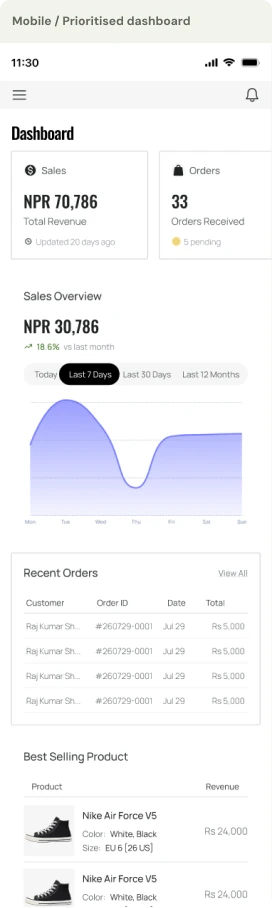 Mobile / Prioritised dashboard
11:30
Dashboard
Sales
NPR 70,786
Total Revenue
Updated 20 days ago
Orders
33
Orders Received
5 pending
Sales Overview
NPR 30,786
18.6% vs last month
Today Last 7 Days Last 30 Days Last 12 Months
Mon Tue Wed Thu Fri Sat Sun
Recent Orders View All
Customer Order ID Date Total
Raj Kumar Sh... #260729-0001 Jul 29 Rs 5,000
Raj Kumar Sh... #260729-0001 Jul 29 Rs 5,000
Raj Kumar Sh... #260729-0001 Jul 29 Rs 5,000
Raj Kumar Sh... #260729-0001 Jul 29 Rs 5,000
Best Selling Product
Product Revenue
Nike Air Force V5
Color: White, Black
Size: EU 6 [26 US]
Rs 24,000
Nike Air Force V5
Color: White, Black
Rs 24,000